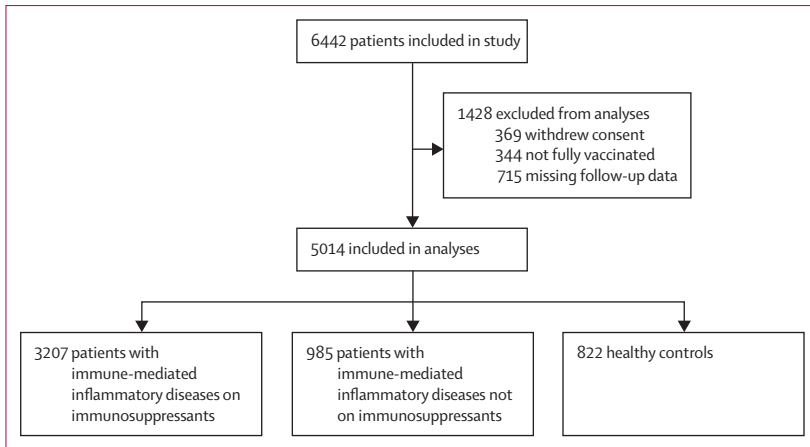 6442 patients included in study
1428 excluded from analyses
369 withdrew consent
344 not fully vaccinated
715 missing follow-up data
5014 included in analyses
3207 patients with
immune-mediated
inflammatory diseases on
immunosuppressants
985 patients with
immune-mediated
inflammatory diseases not
on immunosuppressants
822 healthy controls